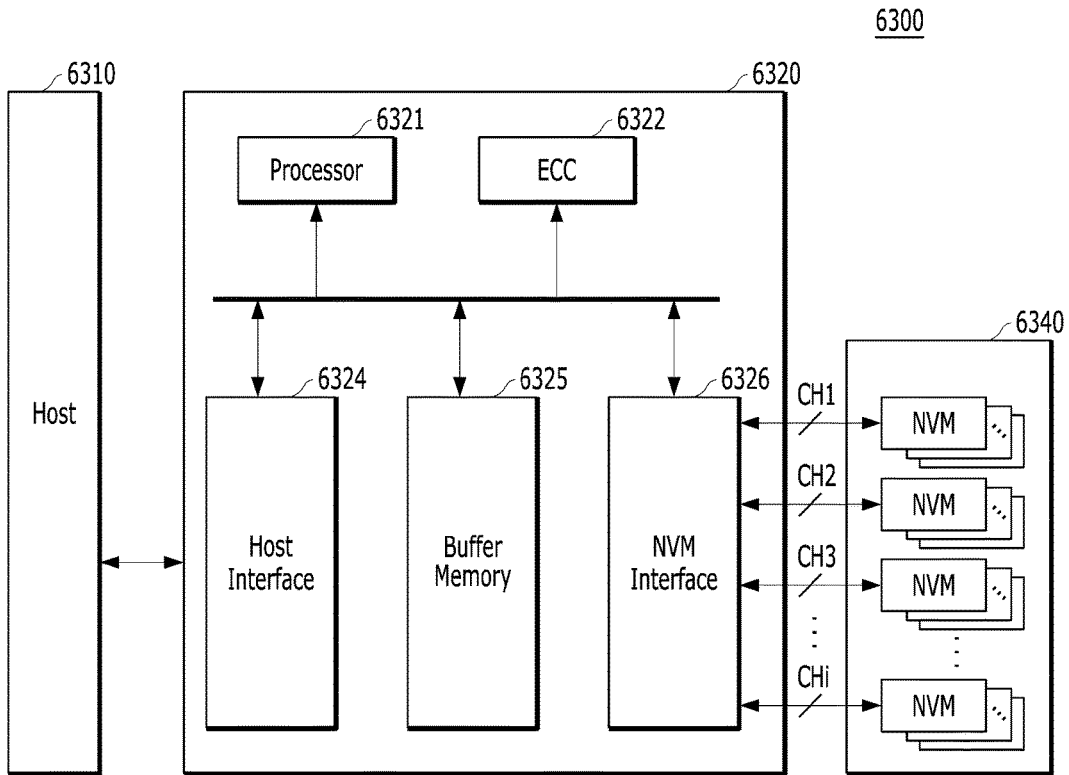 6300
6310
6320
6321
6322
Processor
ECC
6340
6324
6325
6326
CH1
NVM
Host
CH2
NVM
Host
Interface
Buffer
Memory
NVM
Interface
CH3
NVM
CHi
NVM